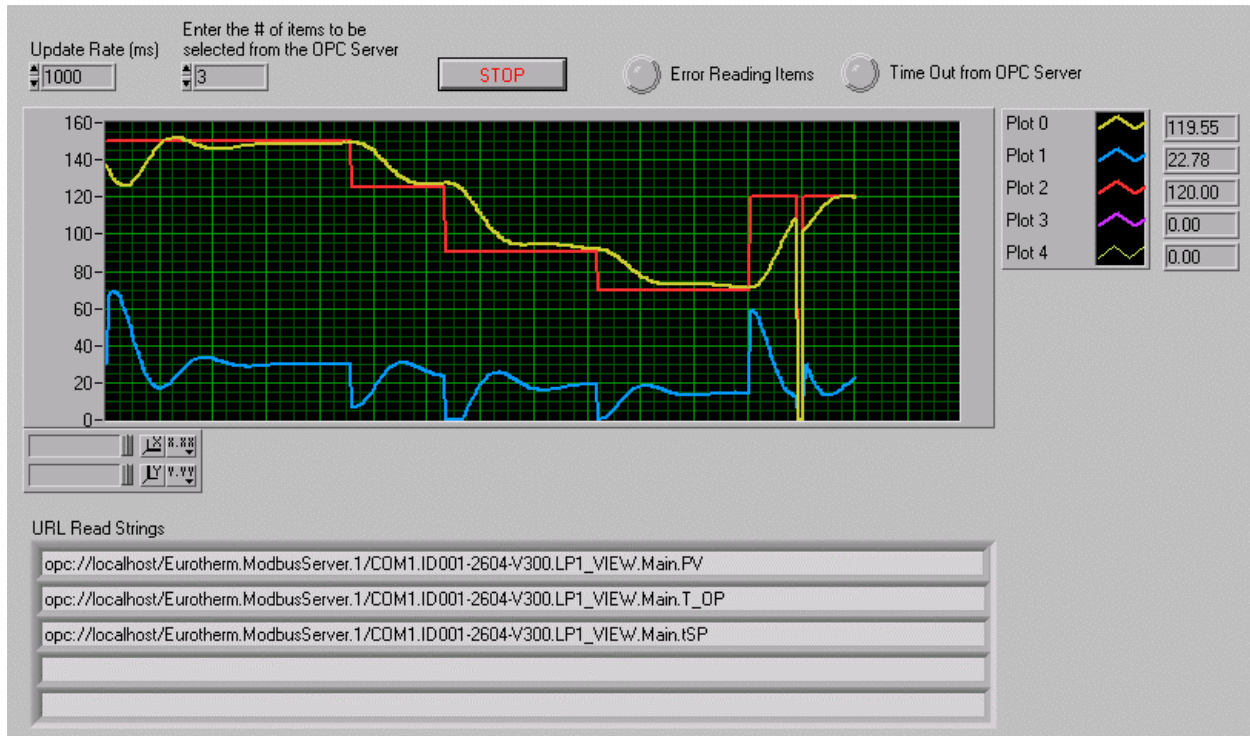 Enter the # of items to be
Update Rate (ms)
selected from the OPC Server
1000
3
STOP
Error Reading Items
Time Out from OPC Server
160
140
120
100
80
60
40
20
0
Plot 0
119.55
Plot 1
22.78
Plot 2
120.00
Plot 3
0.00
Plot 4
0.00
X
X.XX
Y
Y.YY
URL Read Strings
opc://localhost/Eurotherm.ModbusServer.1/COM1.ID001-2604-V300.LP1_VIEW.Main.PV
opc://localhost/Eurotherm.ModbusServer.1/COM1.ID001-2604-V300.LP1_VIEW.Main.T_OP
opc://localhost/Eurotherm.ModbusServer.1/COM1.ID001-2604-V300.LP1_VIEW.Main.tSP